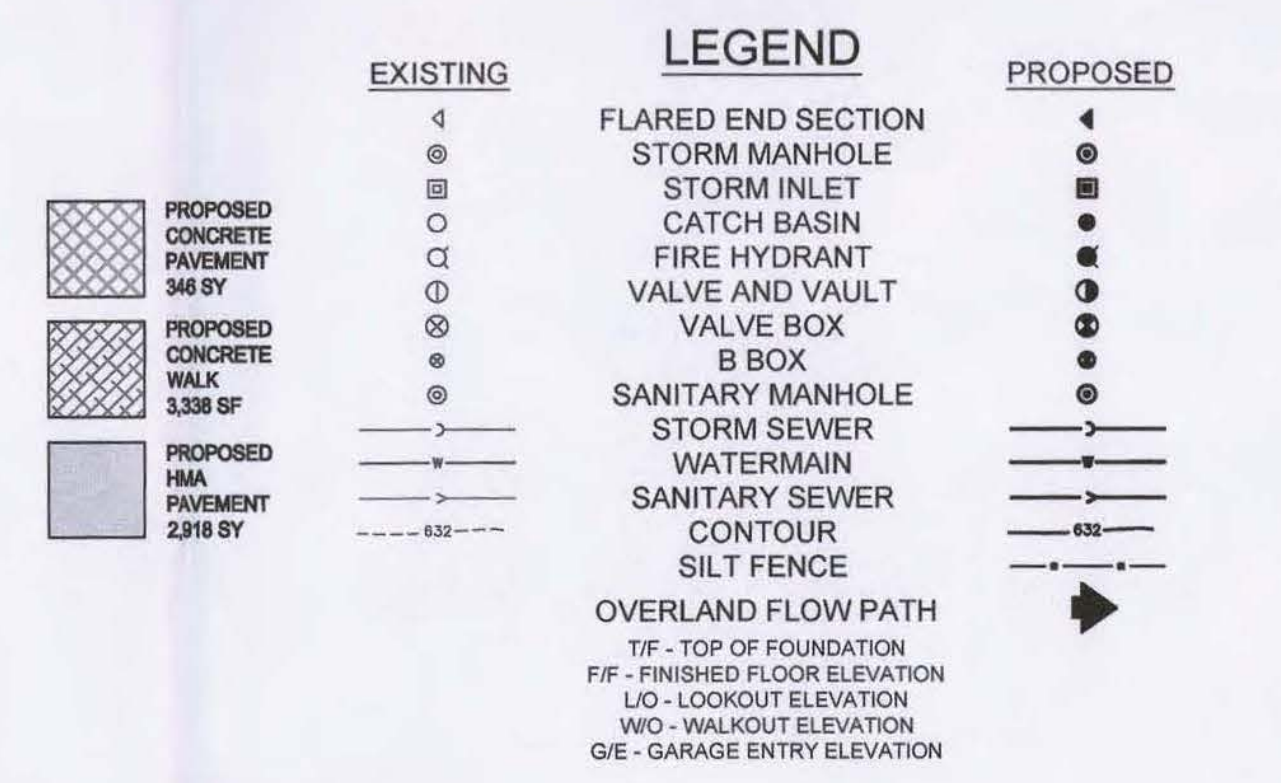 LEGEND
EXISTING
PROPOSED
FLARED END SECTION
STORM MANHOLE
STORM INLET
CATCH BASIN
FIRE HYDRANT
VALVE AND VAULT
VALVE BOX
B BOX
SANITARY MANHOLE
STORM SEWER
W WATERMAIN W
SANITARY SEWER
632 CONTOUR 632
SILT FENCE
OVERLAND FLOW PATH
T/F - TOP OF FOUNDATION
F/F - FINISHED FLOOR ELEVATION
L/O - LOOKOUT ELEVATION
W/O - WALKOUT ELEVATION
G/E - GARAGE ENTRY ELEVATION
PROPOSED
CONCRETE
PAVEMENT
346 SY
PROPOSED
CONCRETE
WALK
3,338 SF
PROPOSED
HMA
PAVEMENT
2,918 SY